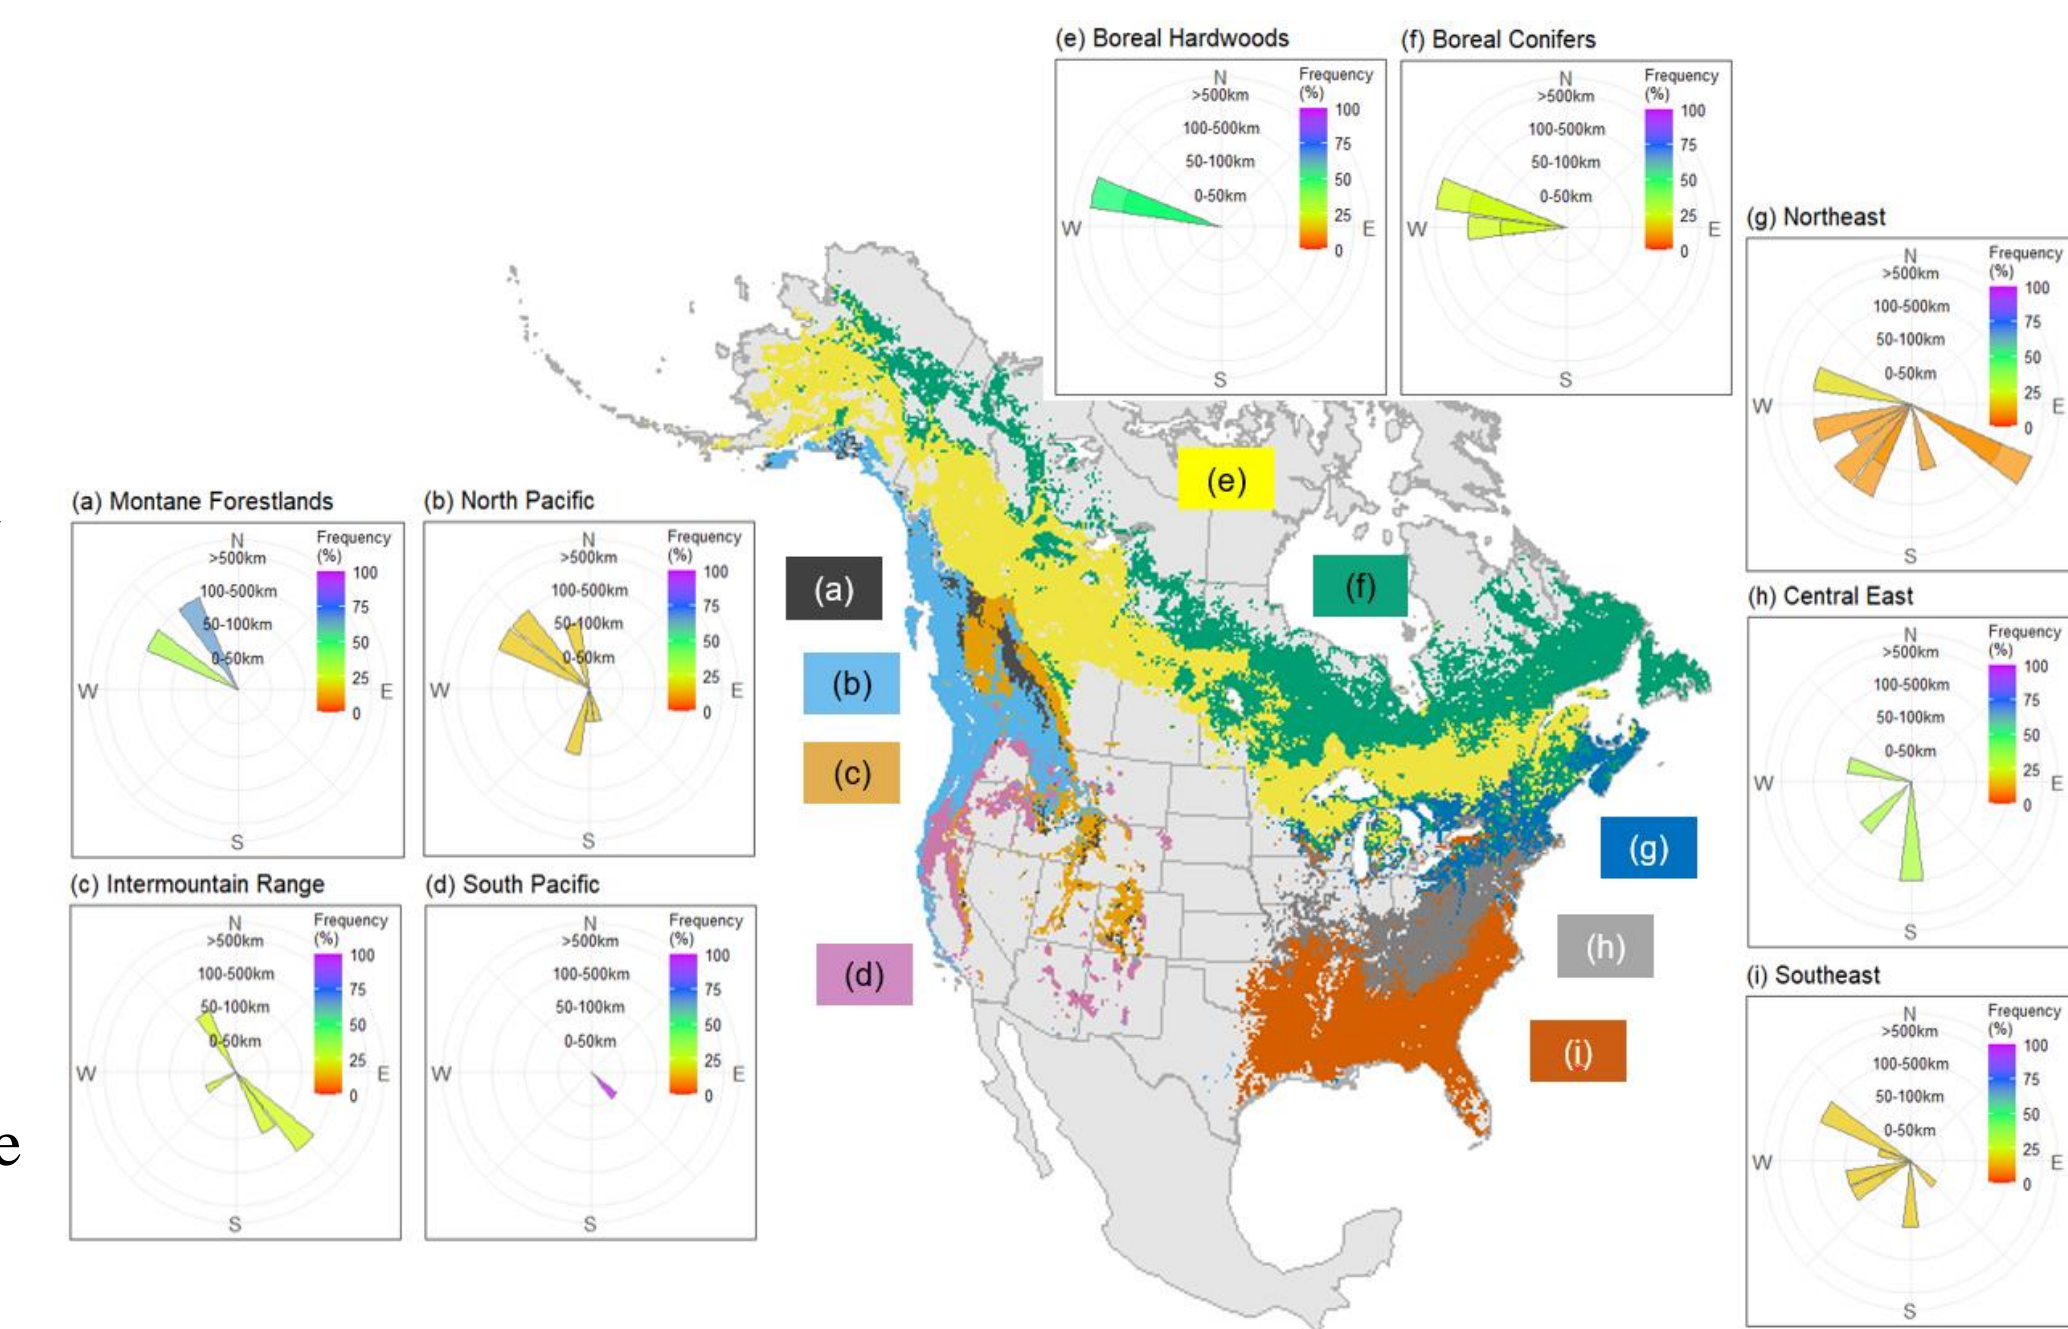 (e) Boreal Hardwoods
N
>500km
100-500km
50-100km
0-50km
W
E
S
Frequency
(%)
100
75
50
25
0
(f) Boreal Conifers
N
>500km
100-500km
50-100km
0-50km
W
E
S
Frequency
(%)
100
75
50
25
0
(g) Northeast
N
>500km
100-500km
50-100km
0-50km
W
E
S
Frequency
(%)
100
75
50
25
0
(a) Montane Forestlands
N
>500km
100-500km
50-100km
0-50km
W
E
S
Frequency
(%)
100
75
50
25
0
(b) North Pacific
N
>500km
100-500km
50-100km
0-50km
W
E
S
Frequency
(%)
100
75
50
25
0
(h) Central East
N
>500km
100-500km
50-100km
0-50km
W
E
S
Frequency
(%)
100
75
50
25
0
(c) Intermountain Range
N
>500km
100-500km
50-100km
0-50km
W
E
S
Frequency
(%)
100
75
50
25
0
(d) South Pacific
N
>500km
100-500km
50-100km
0-50km
W
E
S
Frequency
(%)
100
75
50
25
0
(i) Southeast
N
>500km
100-500km
50-100km
0-50km
W
E
S
Frequency
(%)
100
75
50
25
0
(e)
(a)
(f)
(b)
(c)
(g)
(h)
(d)
(i)
e